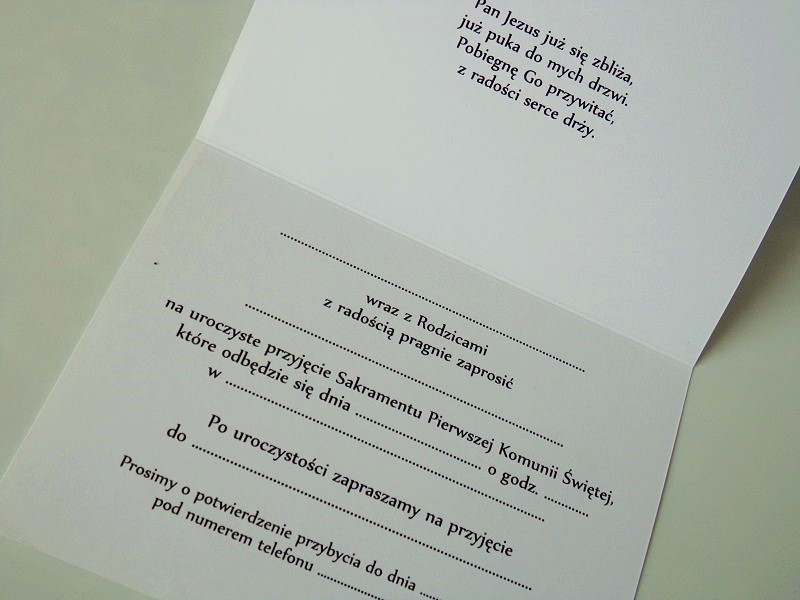 Pan Jezus już się zbliża,
już puka do mych drzwi.
Pobiegnę Go przywitać,
z radości serce drży.
................................................
wraz z Rodzicami
z radością pragnie zaprosić
................................................
na uroczyste przyjęcie Sakramentu Pierwszej Komunii Świętej,
które odbędzie się dnia ........................ o godz. .........
w ................................................
Po uroczystości zapraszamy na przyjęcie
do ................................................
Prosimy o potwierdzenie przybycia do dnia ....
pod numerem telefonu ..............